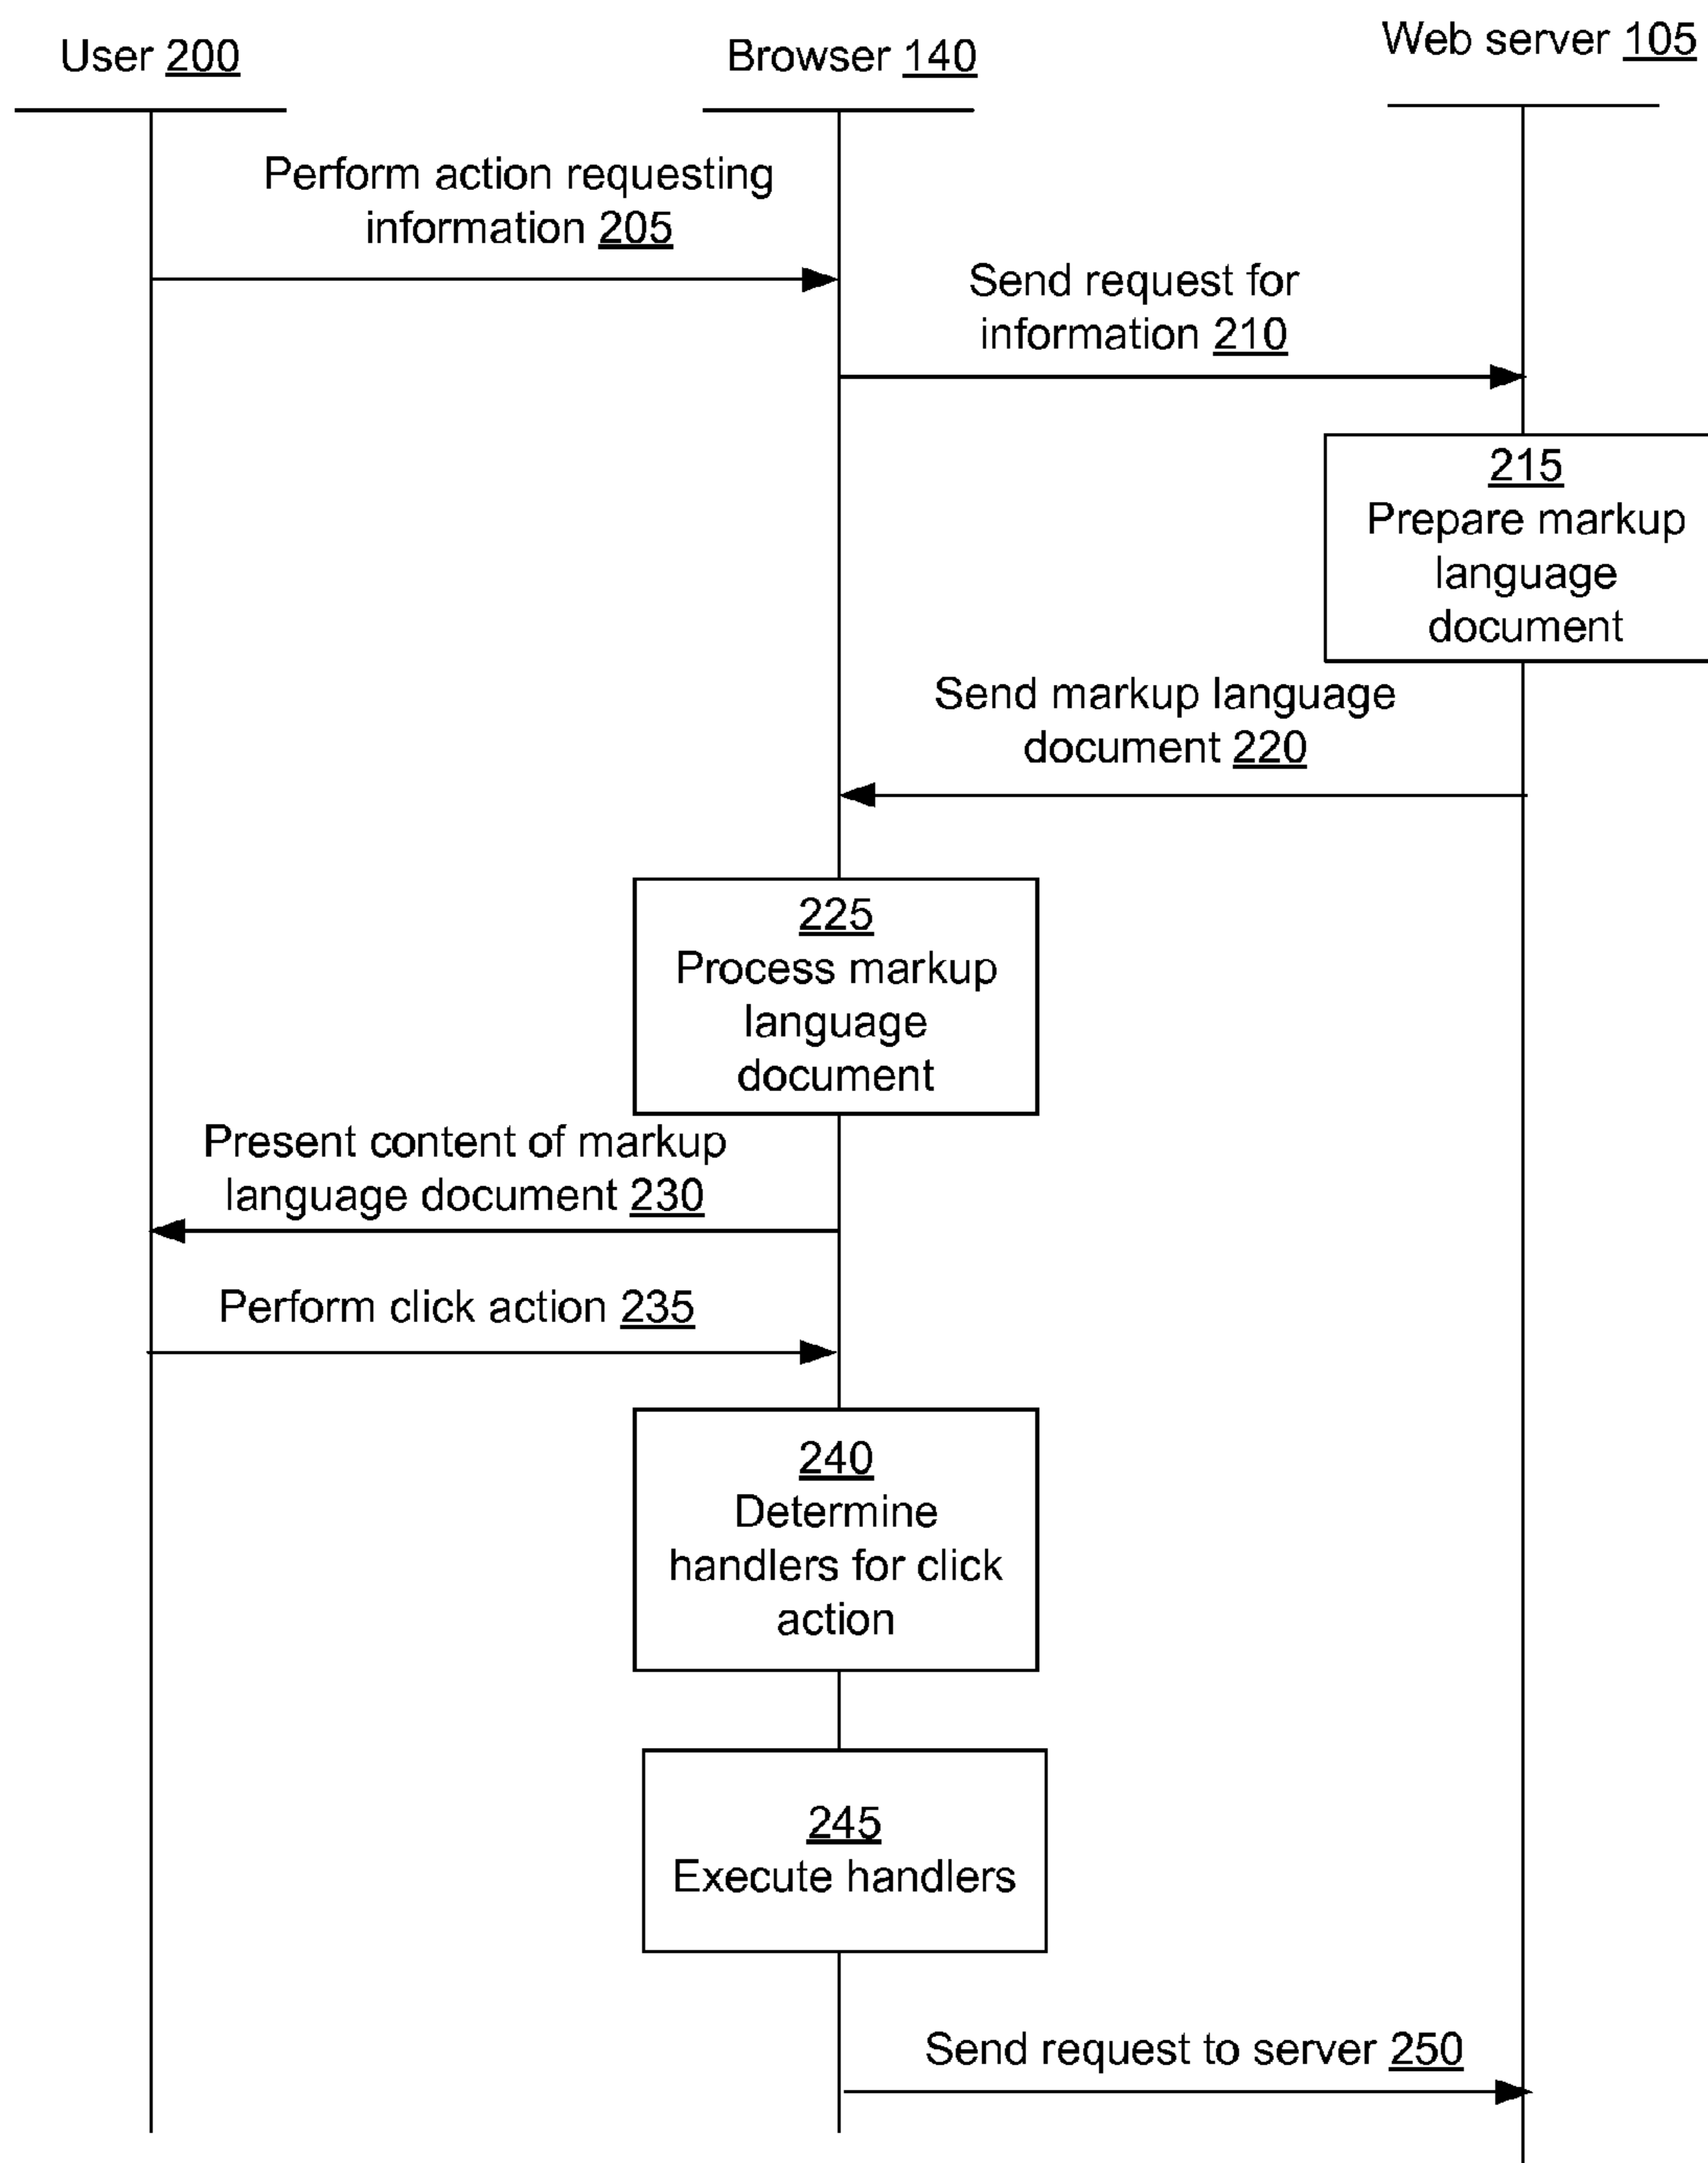 User 200
Browser 140
Web server 105
Perform action requesting
information 205
Send request for
information 210
215
Prepare markup
language
document
Send markup language
document 220
225
Process markup
language
document
Present content of markup
language document 230
Perform click action 235
240
Determine
handlers for click
action
245
Execute handlers
Send request to server 250